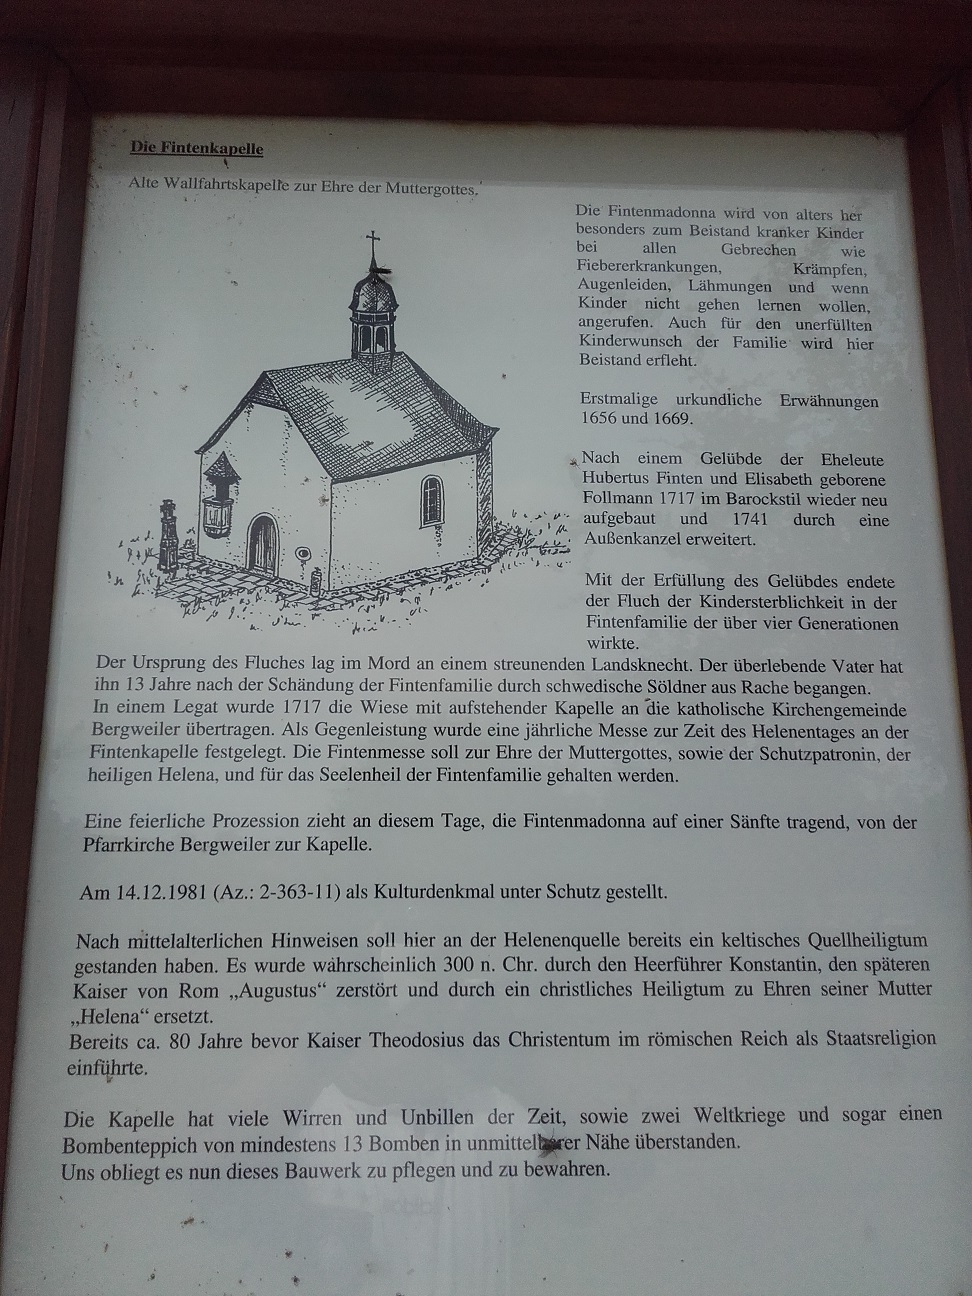 Die Fintenkapelle
Alte Wallfahrtskapelle zur Ehre der Muttergottes.
Die Fintenmadonna wird von alters her
besonders zum Beistand kranker Kinder
bei allen Gebrechen wie
Fiebererkrankungen, Krämpfen,
Augenleiden, Lähmungen und wenn
Kinder nicht gehen lernen wollen,
angerufen. Auch für den unerfüllten
Kinderwunsch der Familie wird hier
Beistand erfleht.
Erstmalige urkundliche Erwähnungen
1656 und 1669.
Nach einem Gelübde der Eheleute
Hubertus Finten und Elisabeth geborene
Follmann 1717 im Barockstil wieder neu
aufgebaut und 1741 durch eine
Außenkanzel erweitert.
Mit der Erfüllung des Gelübdes endete
der Fluch der Kindersterblichkeit in der
Fintenfamilie der über vier Generationen
wirkte.
Der Ursprung des Fluches lag im Mord an einem streunenden Landsknecht. Der überlebende Vater hat
ihn 13 Jahre nach der Schändung der Fintenfamilie durch schwedische Söldner aus Rache begangen.
In einem Legat wurde 1717 die Wiese mit aufstehender Kapelle an die katholische Kirchengemeinde
Bergweiler übertragen. Als Gegenleistung wurde eine jährliche Messe zur Zeit des Helenentages an der
Fintenkapelle festgelegt. Die Fintenmesse soll zur Ehre der Muttergottes, sowie der Schutzpatronin, der
heiligen Helena, und für das Seelenheil der Fintenfamilie gehalten werden.
Eine feierliche Prozession zieht an diesem Tage, die Fintenmadonna auf einer Sänfte tragend, von der
Pfarrkirche Bergweiler zur Kapelle.
Am 14.12.1981 (Az.: 2-363-11) als Kulturdenkmal unter Schutz gestellt.
Nach mittelalterlichen Hinweisen soll hier an der Helenenquelle bereits ein keltisches Quellheiligtum
gestanden haben. Es wurde wahrscheinlich 300 n. Chr. durch den Heerführer Konstantin, den späteren
Kaiser von Rom „Augustus“ zerstört und durch ein christliches Heiligtum zu Ehren seiner Mutter
„Helena“ ersetzt.
Bereits ca. 80 Jahre bevor Kaiser Theodosius das Christentum im römischen Reich als Staatsreligion
einführte.
Die Kapelle hat viele Wirren und Unbillen der Zeit, sowie zwei Weltkriege und sogar einen
Bombenteppich von mindestens 13 Bomben in unmittelbarer Nähe überstanden.
Uns obliegt es nun dieses Bauwerk zu pflegen und zu bewahren.